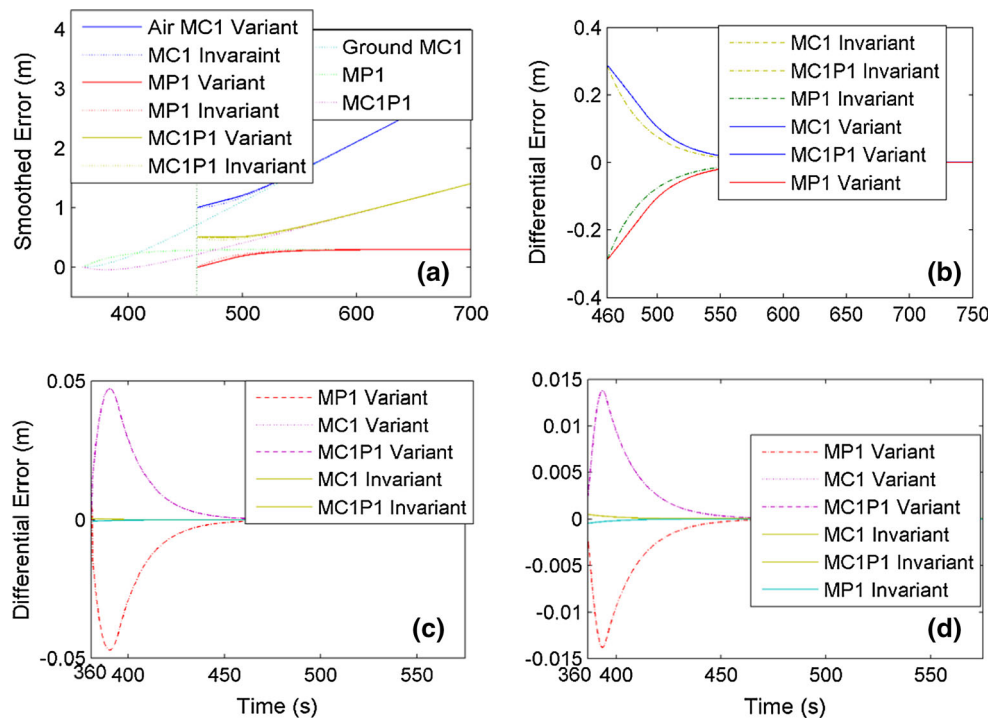 Smoothed Error (m)
4
3
2
1
0
400
500
600
700
Air MC1 Variant
MC1 Invaraint
MP1 Variant
MP1 Invariant
MC1P1 Variant
MC1P1 Invariant
Ground MC1
MP1
MC1P1
(a)
Differential Error (m)
0.4
0.2
0
-0.2
-0.4
460
500
550
600
650
700
750
MC1 Invariant
MC1P1 Invariant
MP1 Invariant
MC1 Variant
MC1P1 Variant
MP1 Variant
(b)
Differential Error (m)
0.05
0
-0.05
360
400
450
500
550
Time (s)
MP1 Variant
MC1 Variant
MC1P1 Variant
MC1 Invariant
MC1P1 Invariant
(c)
0.015
0.01
0.005
0
-0.005
-0.01
-0.015
360
400
450
500
550
Time (s)
MP1 Variant
MC1 Variant
MC1P1 Variant
MC1 Invariant
MC1P1 Invariant
MP1 Invariant
(d)